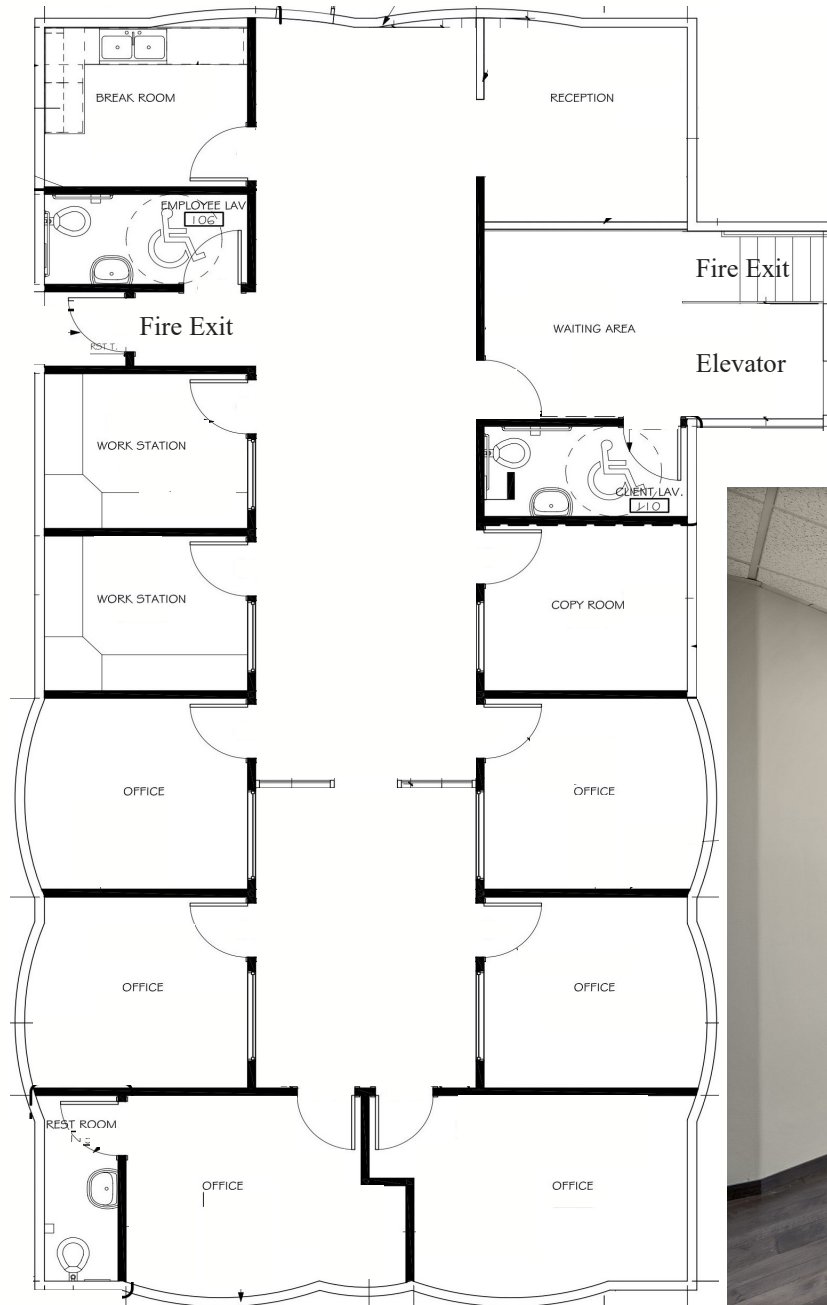 BREAK ROOM
RECEPTION
EMPLOYEE LAV
106
Fire Exit
Fire Exit
WAITING AREA
Elevator
WORK STATION
CLIENT LAV.
110
WORK STATION
COPY ROOM
OFFICE
OFFICE
OFFICE
OFFICE
REST ROOM
OFFICE
OFFICE